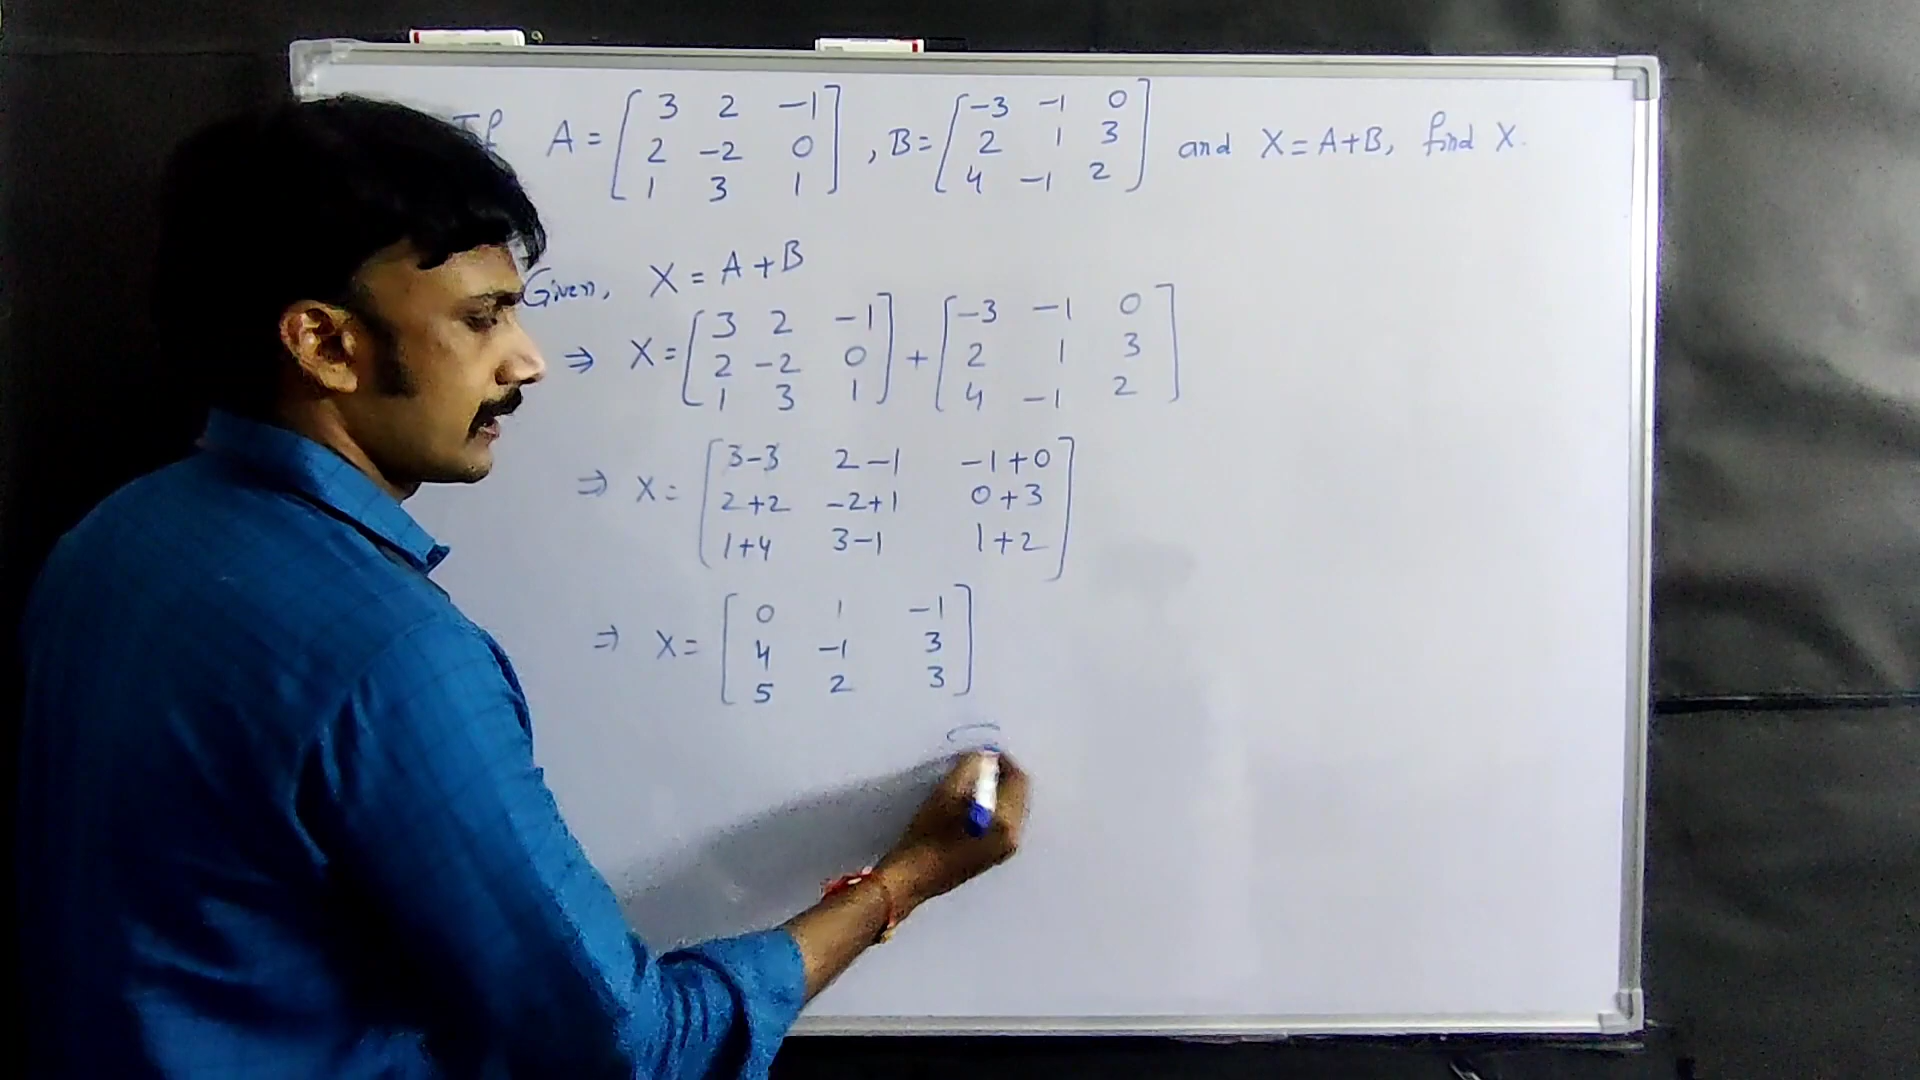 If A = [3 2 -1
2 -2 0
1 3 1], B = [-3 -1 0
2 1 3
4 -1 2] and X = A+B, find X.
Given, X = A+B
⇒ X = [3 2 -1
2 -2 0
1 3 1] + [-3 -1 0
2 1 3
4 -1 2]
⇒ X = [3-3 2-1 -1+0
2+2 -2+1 0+3
1+4 3-1 1+2]
⇒ X = [0 1 -1
4 -1 3
5 2 3]